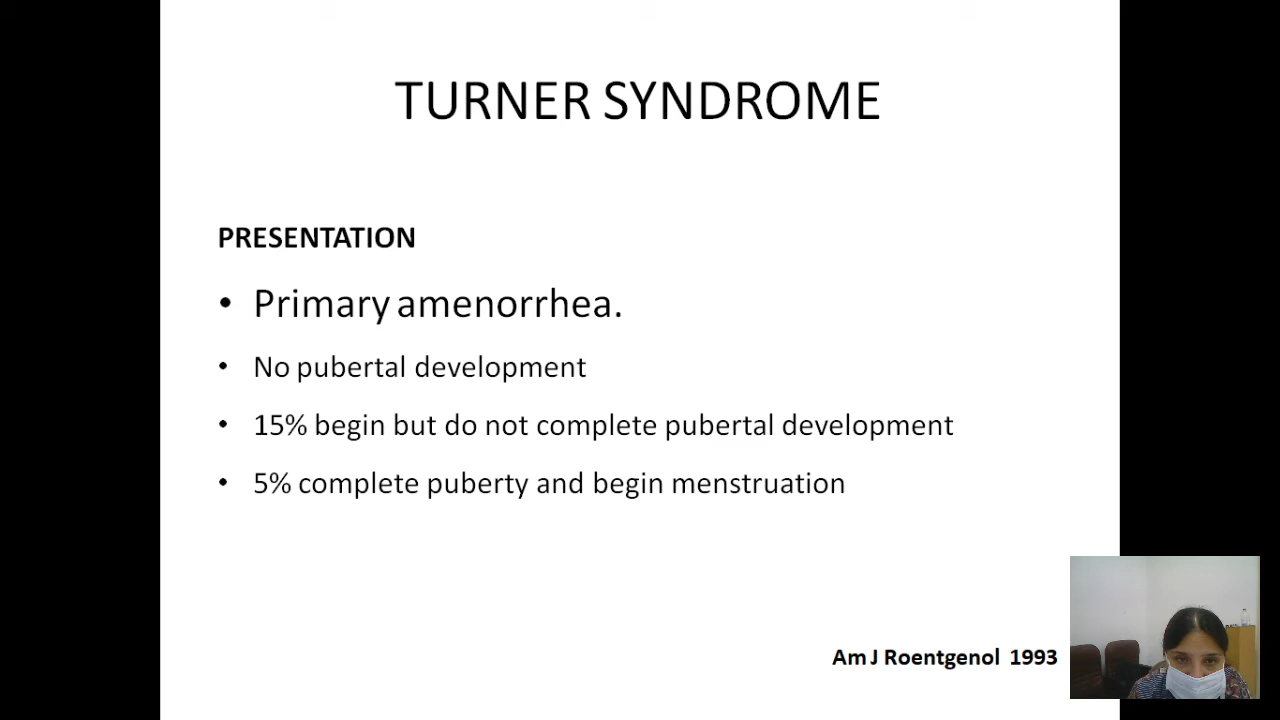 TURNER SYNDROME
PRESENTATION
• Primary amenorrhea.
• No pubertal development
• 15% begin but do not complete pubertal development
• 5% complete puberty and begin menstruation
Am J Roentgenol 1993